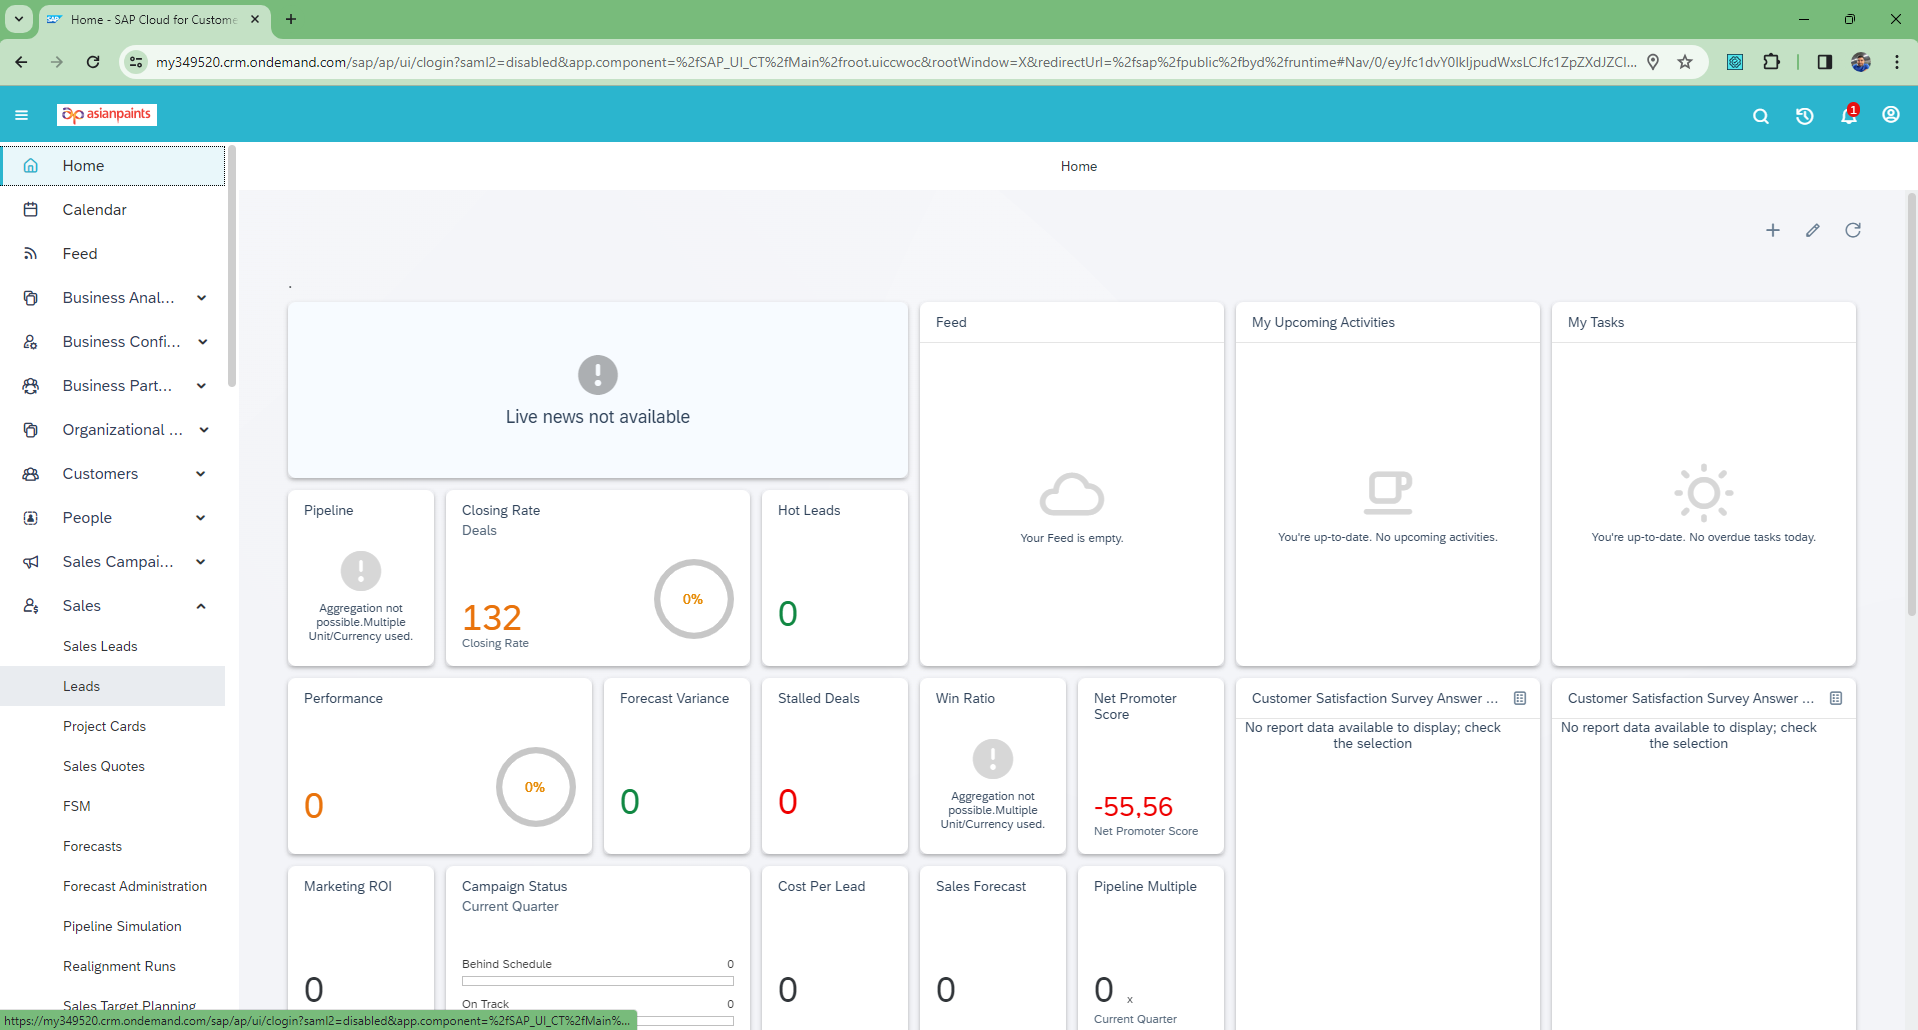 Home - SAP Cloud for Custome
my349520.crm.ondemand.com/sap/ap/ui/clogin?saml2=disabled&app.component=%2fSAP_UI_CT%2fMain%2froot.uiccwoc&rootWindow=X&redirectUrl=%2fsap%2fpublic%2fbyd%2fruntime#Nav/0/eyJfc1dvY0lkIjpudWxsLCJfc1ZpZXdJZCI...
asianpaints
1
Home
Calendar
Feed
Business Anal...
Business Confi...
Business Part...
Organizational ...
Customers
People
Sales Campai...
Sales
Sales Leads
Leads
Project Cards
Sales Quotes
FSM
Forecasts
Forecast Administration
Pipeline Simulation
Realignment Runs
Sales Target Planning
Home
.
Live news not available
Feed
Your Feed is empty.
My Upcoming Activities
You're up-to-date. No upcoming activities.
My Tasks
You're up-to-date. No overdue tasks today.
Pipeline
Aggregation not
possible.Multiple
Unit/Currency used.
Closing Rate
Deals
132
Closing Rate
0%
Hot Leads
0
Performance
0
0%
Forecast Variance
0
Stalled Deals
0
Win Ratio
Aggregation not
possible.Multiple
Unit/Currency used.
Net Promoter
Score
-55,56
Net Promoter Score
Customer Satisfaction Survey Answer ...
No report data available to display; check
the selection
Customer Satisfaction Survey Answer ...
No report data available to display; check
the selection
Marketing ROI
0
Campaign Status
Current Quarter
Behind Schedule 0
On Track 0
Cost Per Lead
0
Sales Forecast
0
Pipeline Multiple
0 x
Current Quarter
https://my349520.crm.ondemand.com/sap/ap/ui/clogin?saml2=disabled&app.component=%2fSAP_UI_CT%2fMain%...